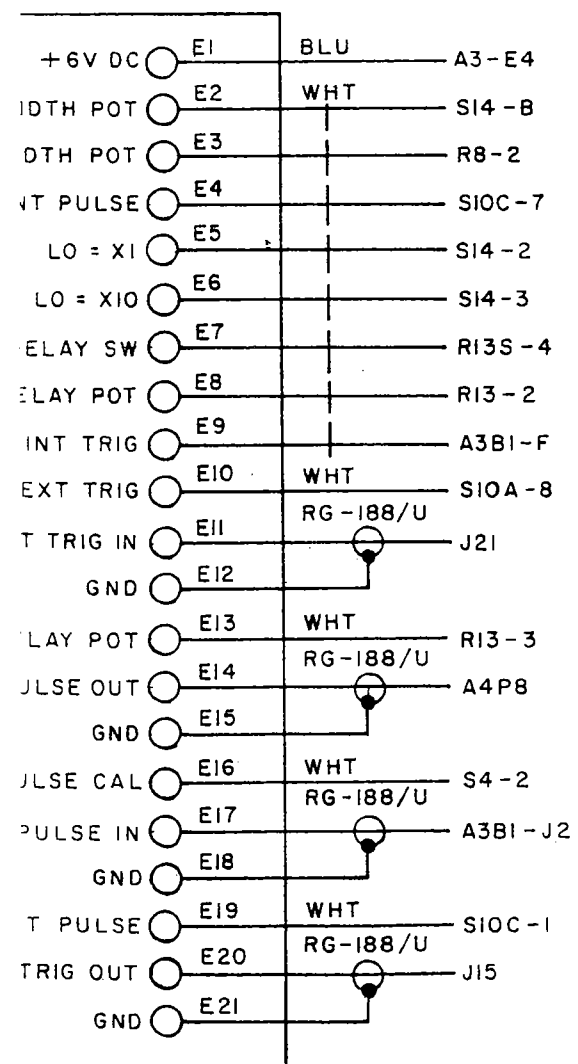 +6V DC E1 BLU A3-E4
IDTH POT E2 WHT S14-B
DTH POT E3 R8-2
NT PULSE E4 S10C-7
LO = X1 E5 S14-2
LO = X10 E6 S14-3
ELAY SW E7 R13S-4
ELAY POT E8 R13-2
INT TRIG E9 A3B1-F
EXT TRIG E10 WHT S10A-8
RG-188/U
T TRIG IN E11 J21
GND E12
LAY POT E13 WHT R13-3
RG-188/U
ULSE OUT E14 A4P8
GND E15
ULSE CAL E16 WHT S4-2
RG-188/U
PULSE IN E17 A3B1-J2
GND E18
T PULSE E19 WHT S10C-1
RG-188/U
TRIG OUT E20 J15
GND E21